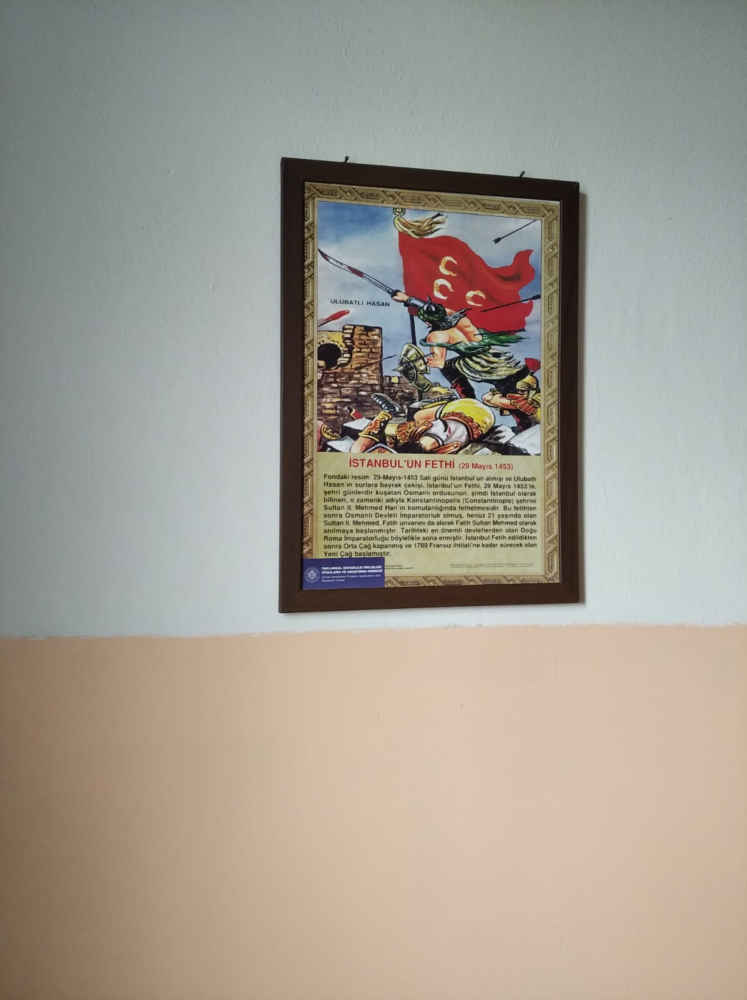 ULUBATLI HASAN
İSTANBUL'UN FETHİ (29 Mayıs 1453)
Fondaki resim: 29-Mayıs-1453 Salı günü İstanbul'un alınışı ve Ulubatlı
Hasan'ın surlara bayrak çekişi. İstanbul'un Fethi, 29 Mayıs 1453'te,
şehri günlerdir kuşatan Osmanlı ordusunun, şimdi İstanbul olarak
bilinen, o zamanki adıyla Konstantinopolis (Constantinople) şehrini
Sultan II. Mehmed Han'ın komutanlığında fethetmesidir. Bu fetihten
sonra Osmanlı Devleti İmparatorluk olmuş, henüz 21 yaşında olan
Sultan II. Mehmed, Fatih unvanını da alarak Fatih Sultan Mehmed olarak
anılmaya başlanmıştır. Tarihteki en önemli devletlerden olan Doğu
Roma İmparatorluğu böylelikle sona ermiştir. İstanbul Fetih edildikten
sonra Orta Çağ kapanmış ve 1789 Fransız ihtilali'ne kadar sürecek olan
Yeni Çağ başlamıştır.
TOPLUMSAL DUYARLILIK PROJELERİ
UYGULAMA VE ARAŞTIRMA MERKEZİ
Social Awareness Projects Application and
Research Center